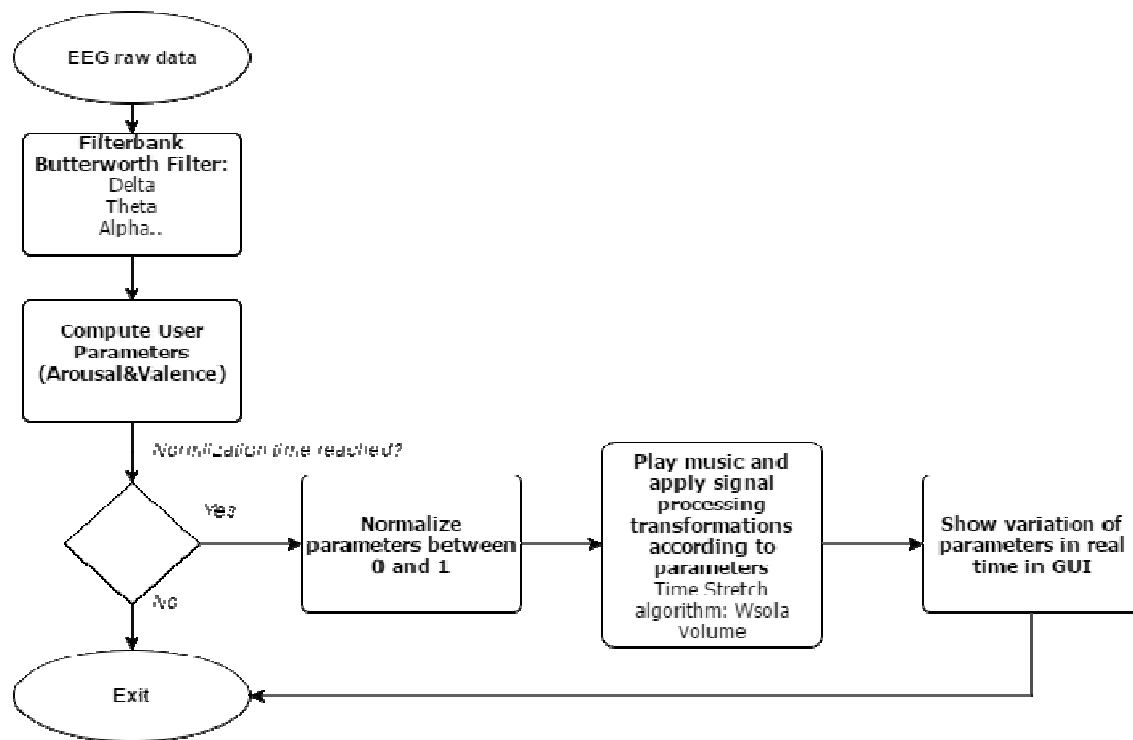 EEG raw data
Filterbank
Butterworth Filter:
Delta
Theta
Alpha..
Compute User
Parameters
(Arousal&Valence)
Normlization time reached?
Yes
No
Normalize
parameters between
0 and 1
Play music and
apply signal
processing
transformations
according to
parameters
Time Stretch
algorithm: Wsola
Volume
Show variation of
parameters in real
time in GUI
Exit